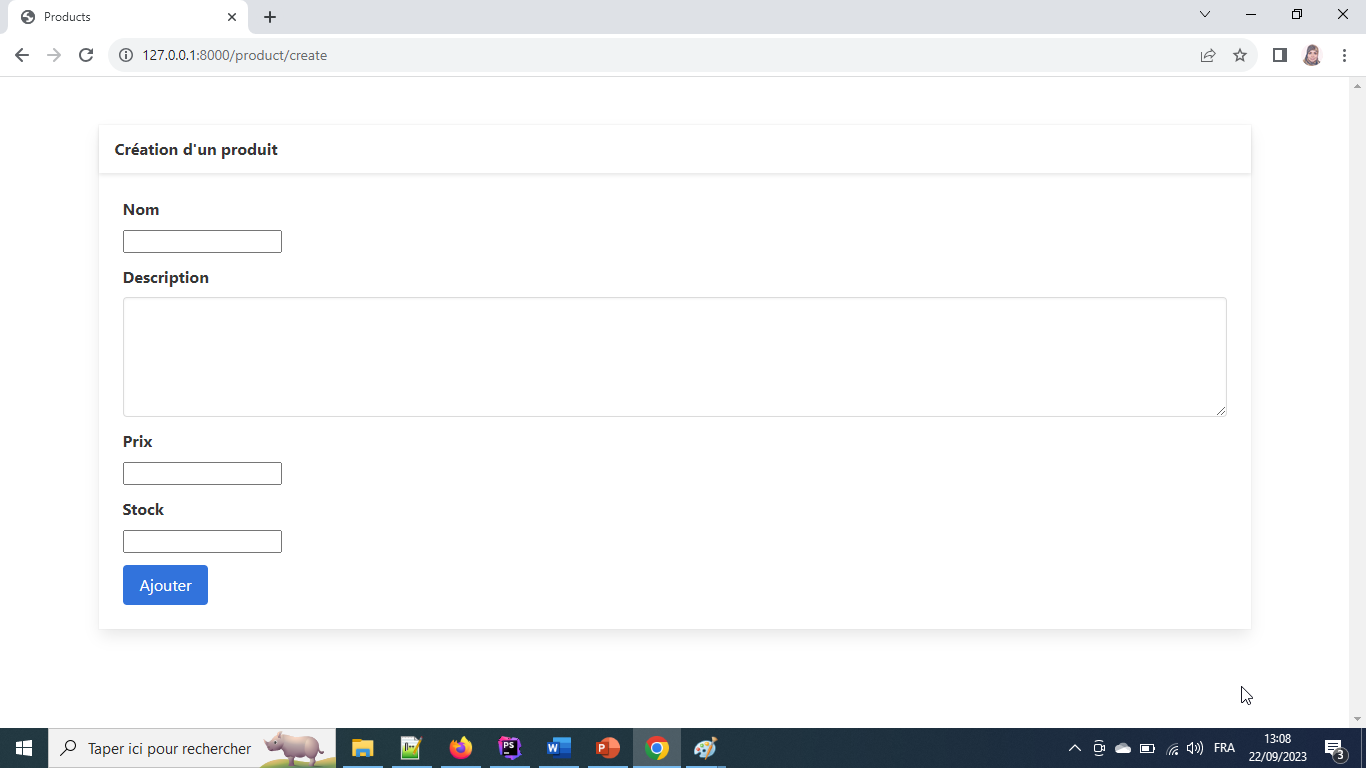 Products
127.0.0.1:8000/product/create
Création d'un produit
Nom
Description
Prix
Stock
Ajouter
Taper ici pour rechercher
PS
W
P
FRA
13:08
22/09/2023
3